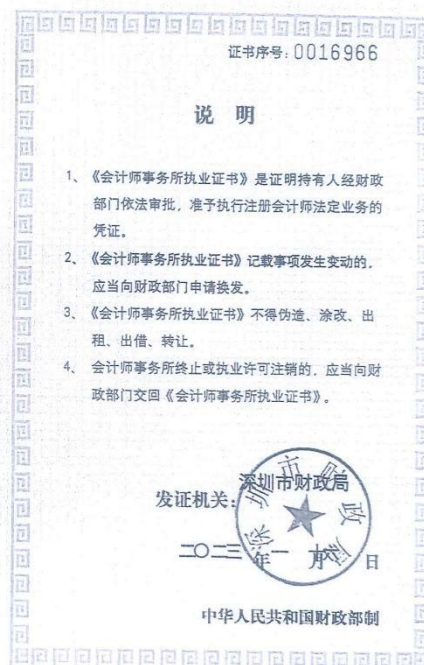 证书序号：0016966
说 明
1、《会计师事务所执业证书》是证明持有人经财政
部门依法审批，准予执行注册会计师法定业务的
凭证。
2、《会计师事务所执业证书》记载事项发生变动的，
应当向财政部门申请换发。
3、《会计师事务所执业证书》不得伪造、涂改、出
租、出借、转让。
4、会计师事务所终止或执业许可注销的，应当向财
政部门交回《会计师事务所执业证书》。
发证机关：深圳市财政局
深圳市财政局
二〇二三年 一 月 日
中华人民共和国财政部制